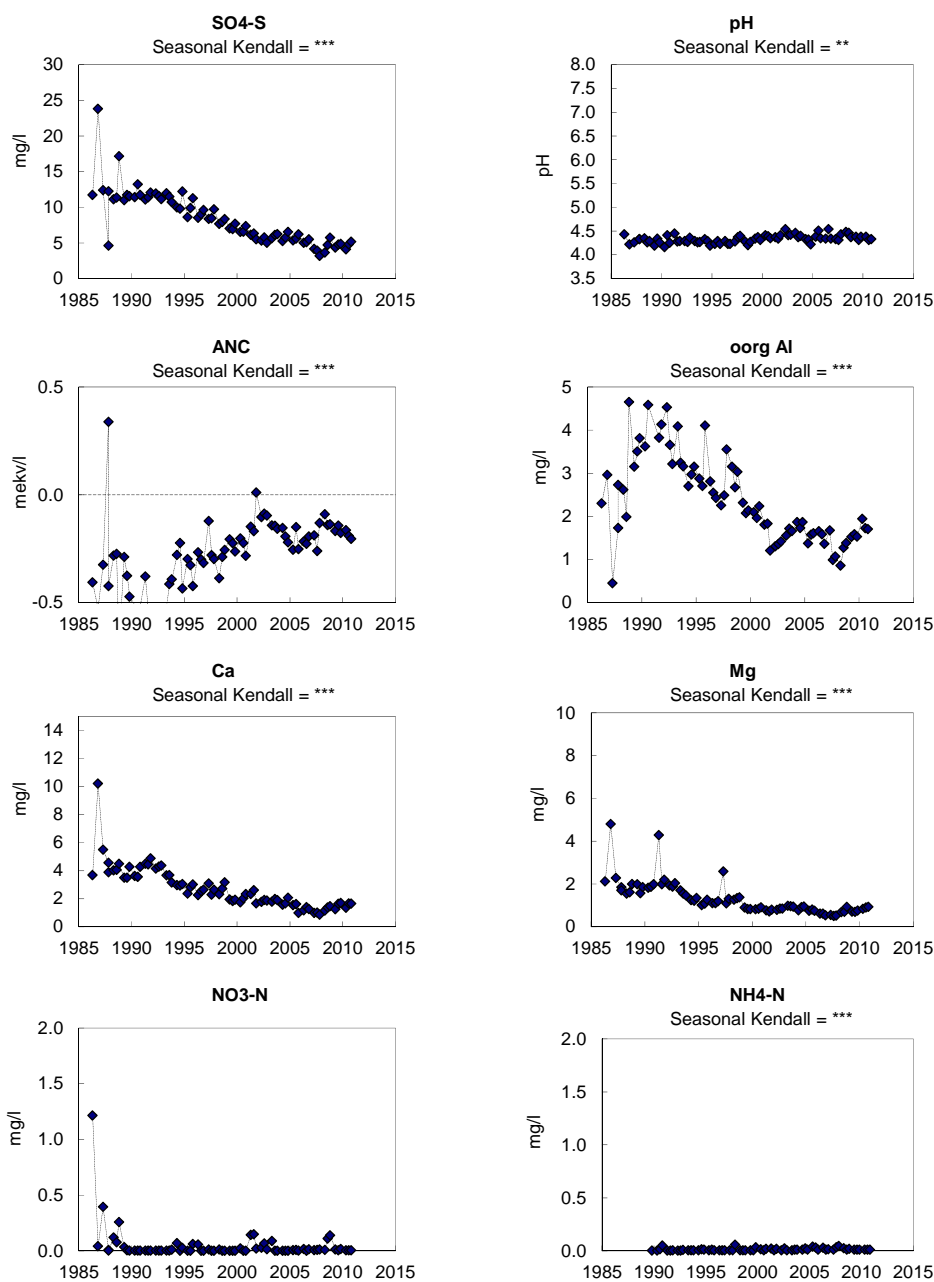 SO4-S
Seasonal Kendall = ***
30
25
20
15
10
5
0
mg/l
1985 1990 1995 2000 2005 2010 2015
pH
Seasonal Kendall = **
8.0
7.5
7.0
6.5
6.0
5.5
5.0
4.5
4.0
3.5
pH
1985 1990 1995 2000 2005 2010 2015
ANC
Seasonal Kendall = ***
0.5
0.0
-0.5
mekv/l
1985 1990 1995 2000 2005 2010 2015
oorg Al
Seasonal Kendall = ***
5
4
3
2
1
0
mg/l
1985 1990 1995 2000 2005 2010 2015
Ca
Seasonal Kendall = ***
14
12
10
8
6
4
2
0
mg/l
1985 1990 1995 2000 2005 2010 2015
Mg
Seasonal Kendall = ***
10
8
6
4
2
0
mg/l
1985 1990 1995 2000 2005 2010 2015
NO3-N
2.0
1.5
1.0
0.5
0.0
mg/l
1985 1990 1995 2000 2005 2010 2015
NH4-N
Seasonal Kendall = ***
2.0
1.5
1.0
0.5
0.0
mg/l
1985 1990 1995 2000 2005 2010 2015